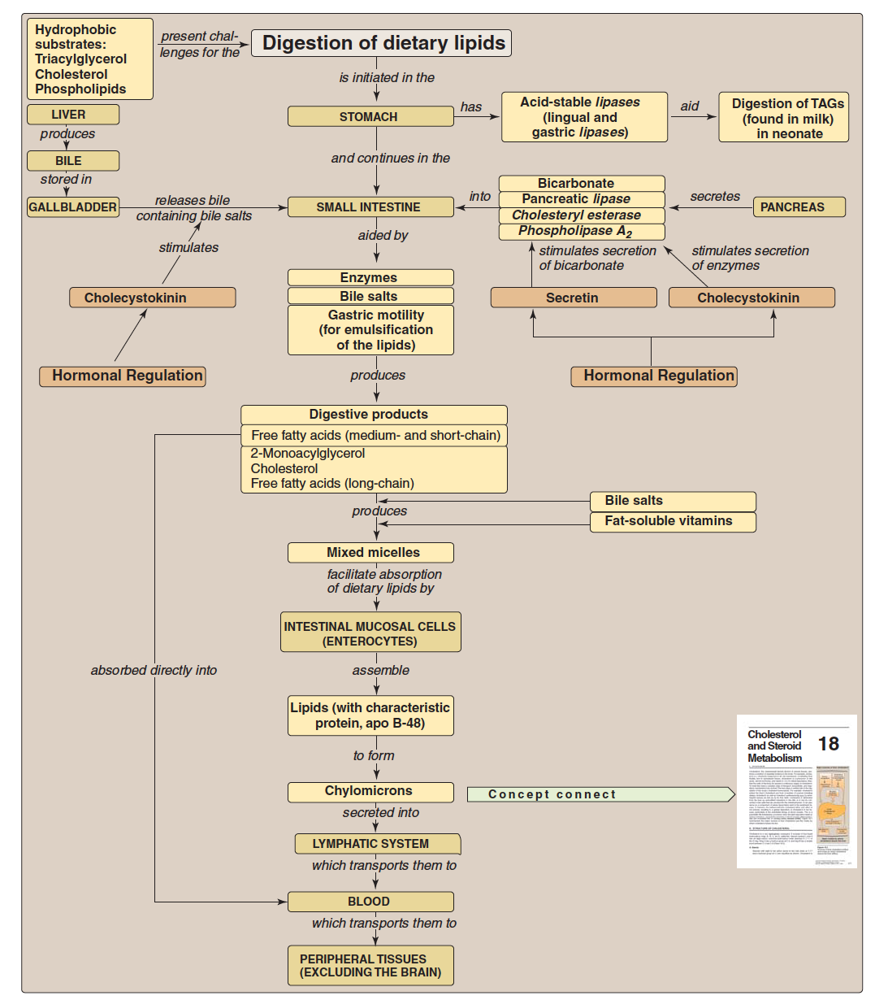 Hydrophobic
substrates:
Triacylglycerol
Cholesterol
Phospholipids
present chal-
lenges for the
Digestion of dietary lipids
is initiated in the
LIVER
produces
BILE
stored in
GALLBLADDER
releases bile
containing bile salts
stimulates
Cholecystokinin
Hormonal Regulation
STOMACH
has
Acid-stable lipases
(lingual and
gastric lipases)
aid
Digestion of TAGs
(found in milk)
in neonate
and continues in the
SMALL INTESTINE
into
Bicarbonate
Pancreatic lipase
Cholesteryl esterase
Phospholipase A2
secretes
PANCREAS
stimulates secretion
of bicarbonate
stimulates secretion
of enzymes
Secretin
Cholecystokinin
Hormonal Regulation
aided by
Enzymes
Bile salts
Gastric motility
(for emulsification
of the lipids)
produces
Digestive products
Free fatty acids (medium- and short-chain)
2-Monoacylglycerol
Cholesterol
Free fatty acids (long-chain)
produces
Bile salts
Fat-soluble vitamins
Mixed micelles
facilitate absorption
of dietary lipids by
INTESTINAL MUCOSAL CELLS
(ENTEROCYTES)
absorbed directly into
assemble
Lipids (with characteristic
protein, apo B-48)
to form
Chylomicrons
Concept connect
Cholesterol
and Steroid
Metabolism
18
secreted into
LYMPHATIC SYSTEM
which transports them to
BLOOD
which transports them to
PERIPHERAL TISSUES
(EXCLUDING THE BRAIN)